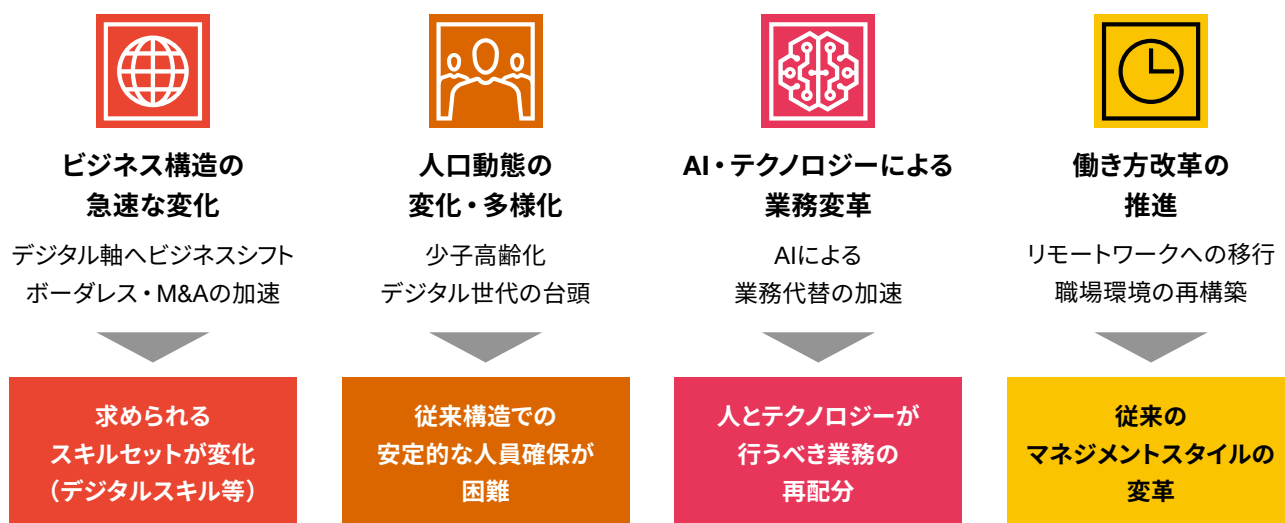 ビジネス構造の
急速な変化
デジタル軸へビジネスシフト
ボーダレス・M&Aの加速
求められる
スキルセットが変化
（デジタルスキル等）
人口動態の
変化・多様化
少子高齢化
デジタル世代の台頭
従来構造での
安定的な人員確保が
困難
AI・テクノロジーによる
業務変革
AIによる
業務代替の加速
人とテクノロジーが
行うべき業務の
再配分
働き方改革の
推進
リモートワークへの移行
職場環境の再構築
従来の
マネジメントスタイルの
変革